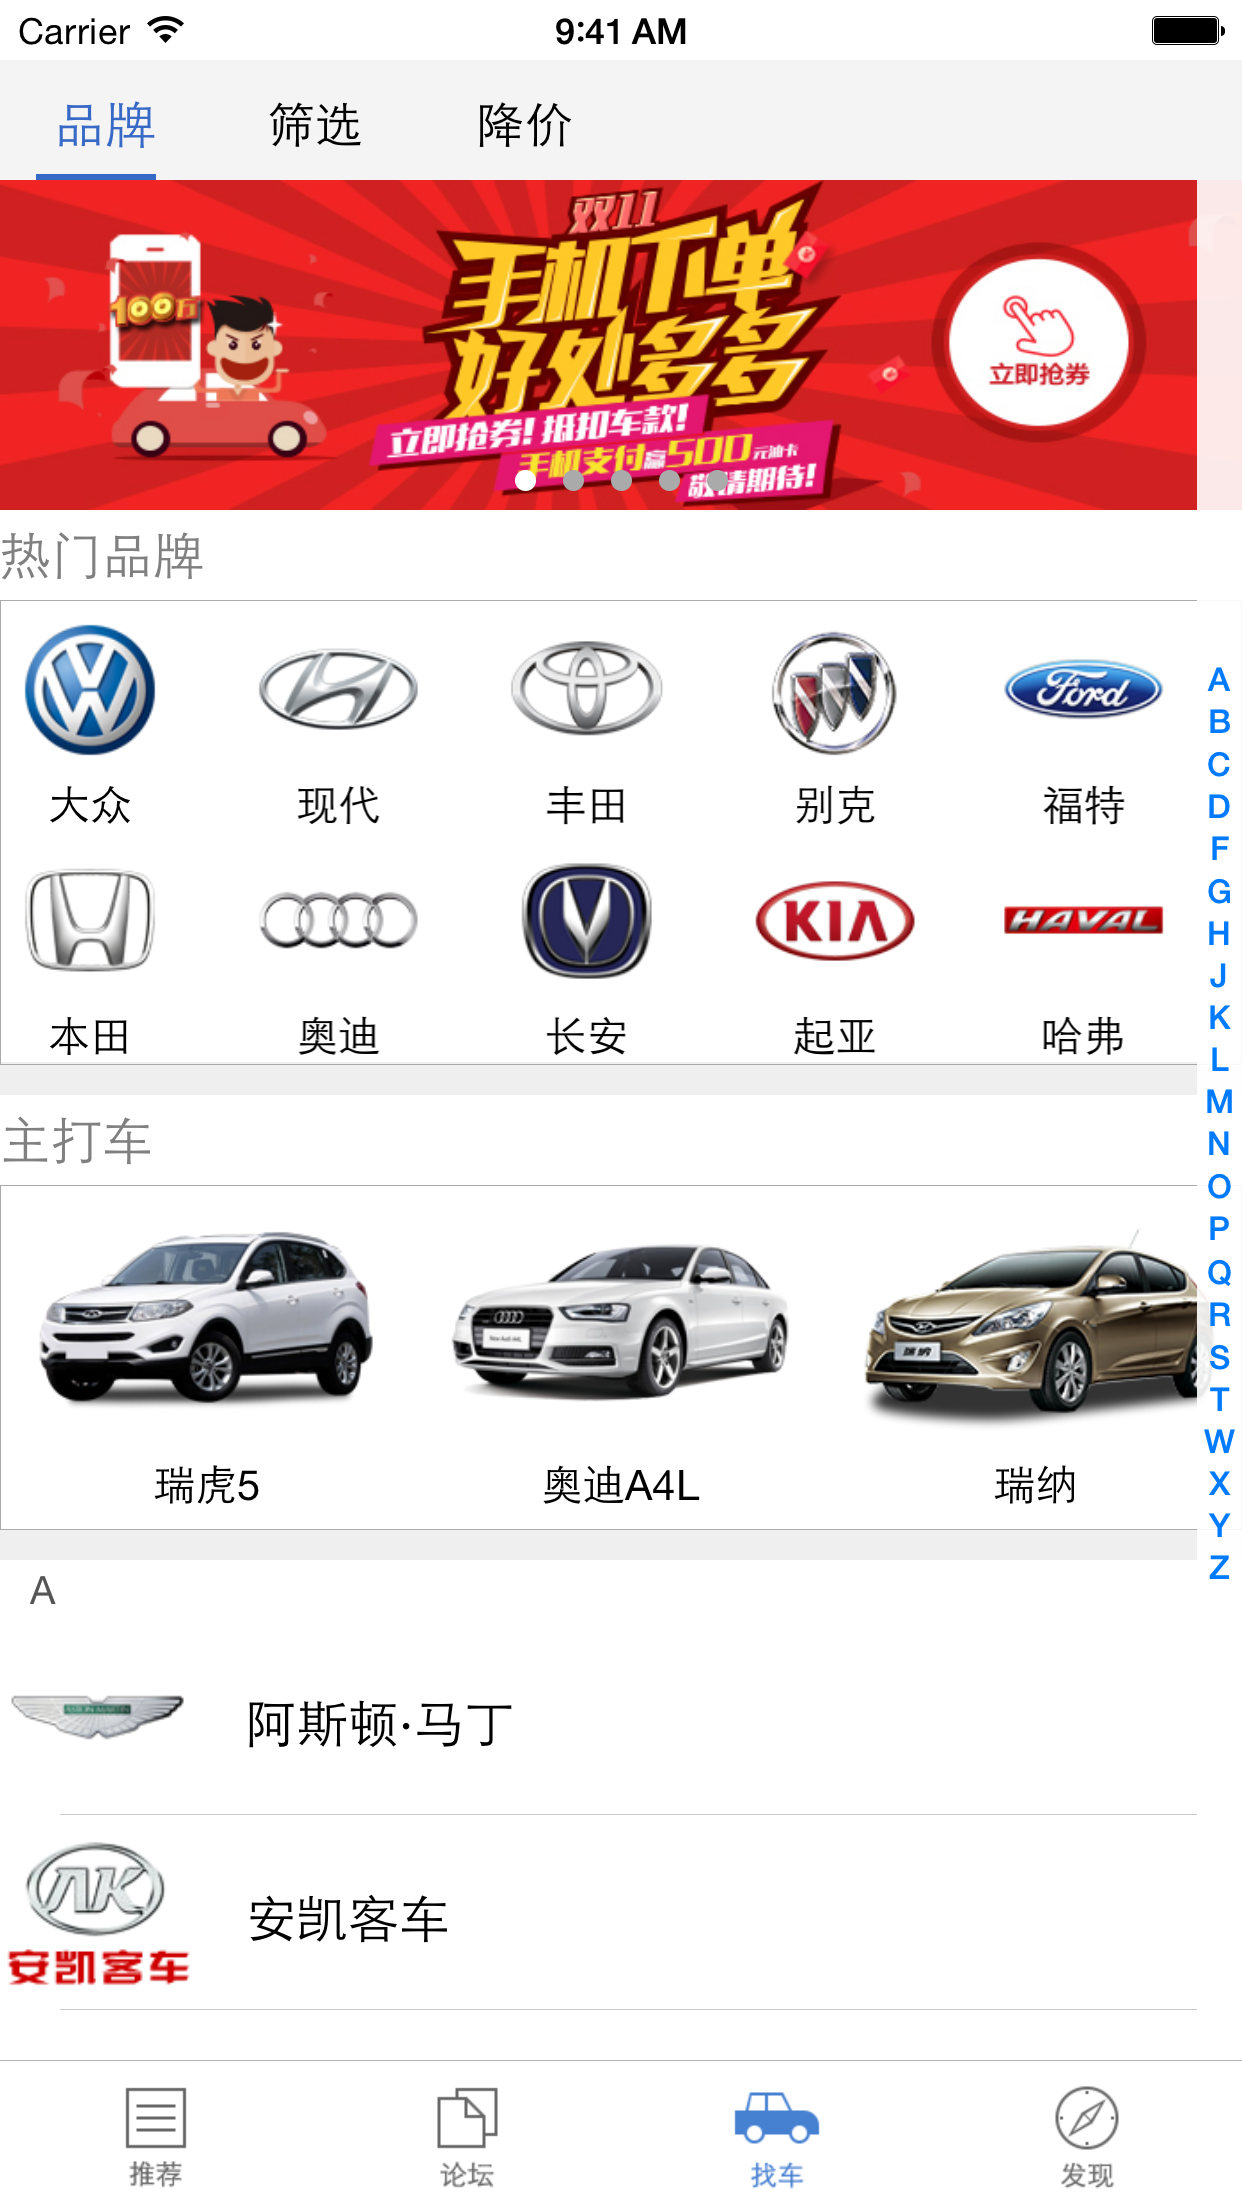 Carrier 9:41 AM
品牌 筛选 降价
双11
手机下单
好处多多
100万
立即抢券
立即抢券! 抵扣车款!
手机支付赢500元油卡
敬请期待!
热门品牌
Ford
大众 现代 丰田 别克 福特
KIA HAVAL
本田 奥迪 长安 起亚 哈弗
主打车
瑞纳
瑞虎5 奥迪A4L 瑞纳
A
B
C
D
F
G
H
J
K
L
M
N
O
P
Q
R
S
T
W
X
Y
Z
A
阿斯顿·马丁
安凯客车
安凯客车
推荐 论坛 找车 发现